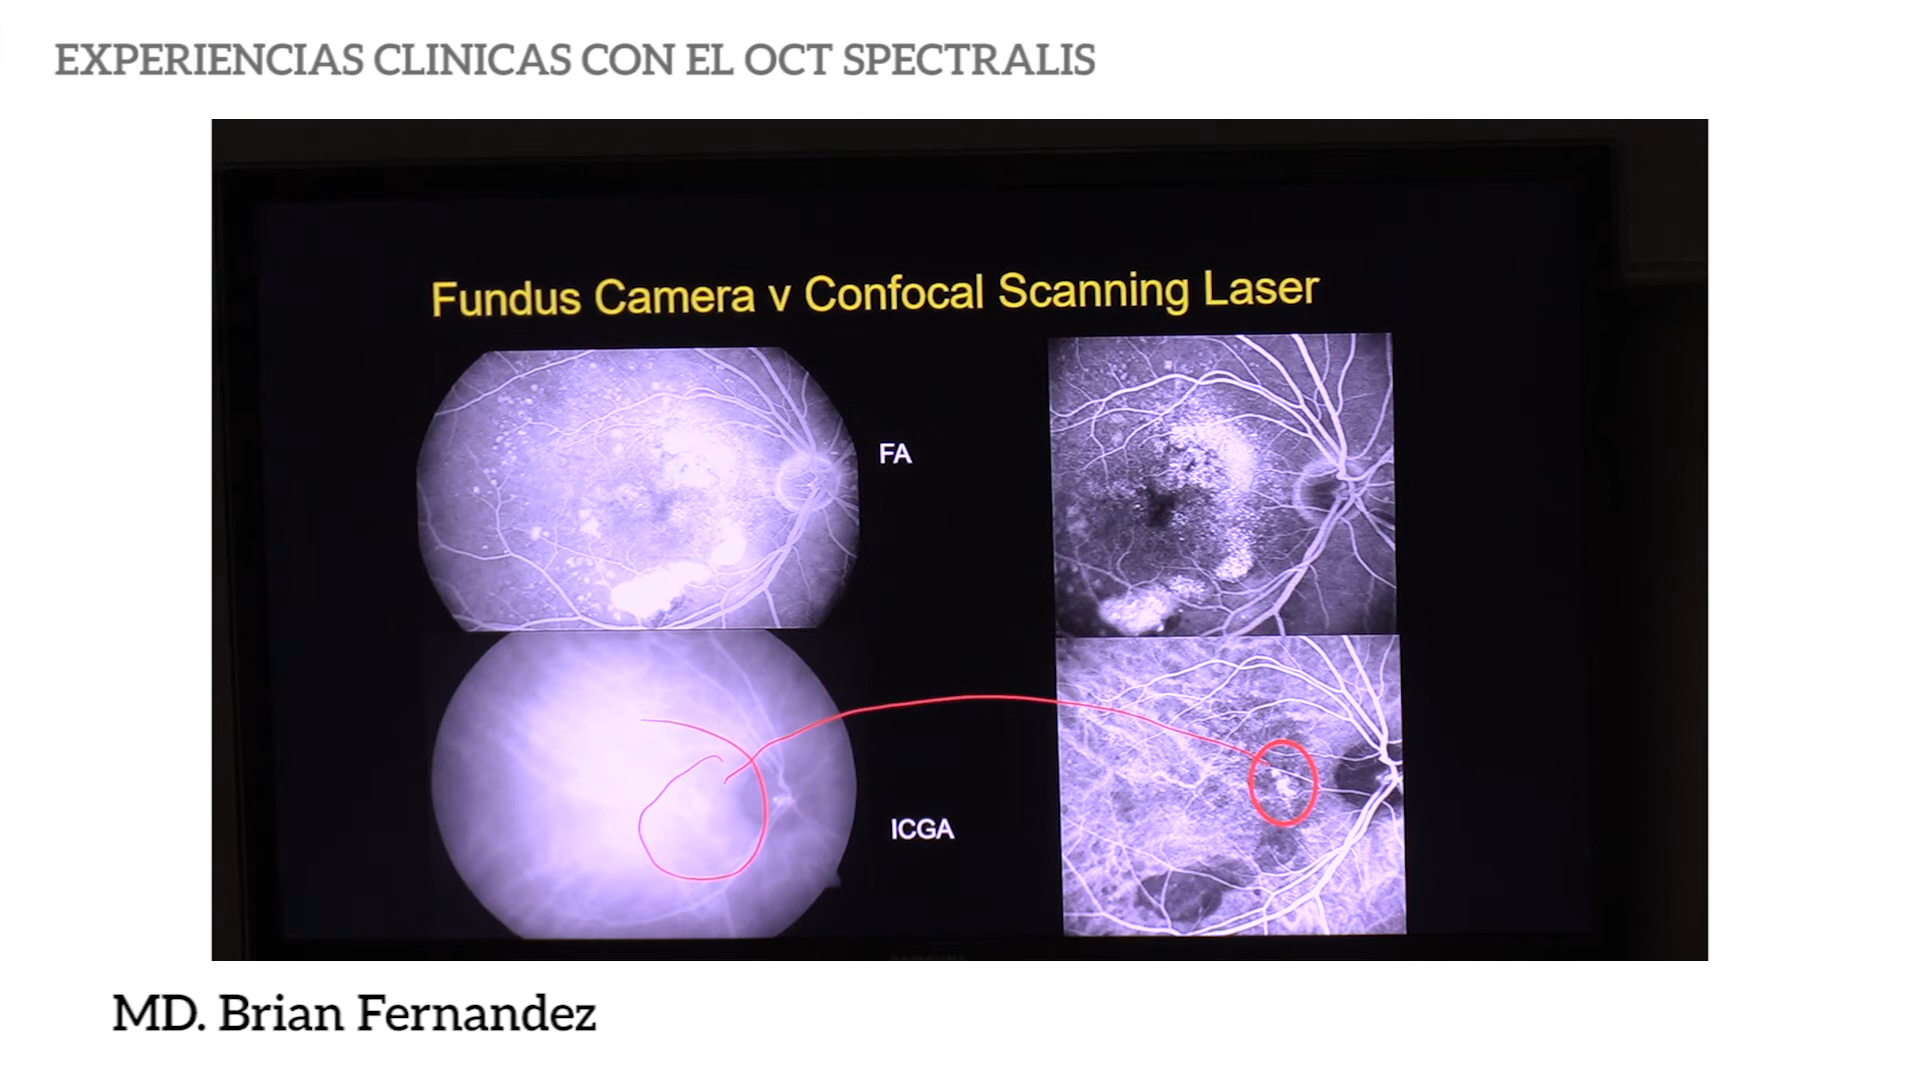 EXPERIENCIAS CLINICAS CON EL OCT SPECTRALIS
Fundus Camera v Confocal Scanning Laser
FA
ICGA
MD. Brian Fernandez